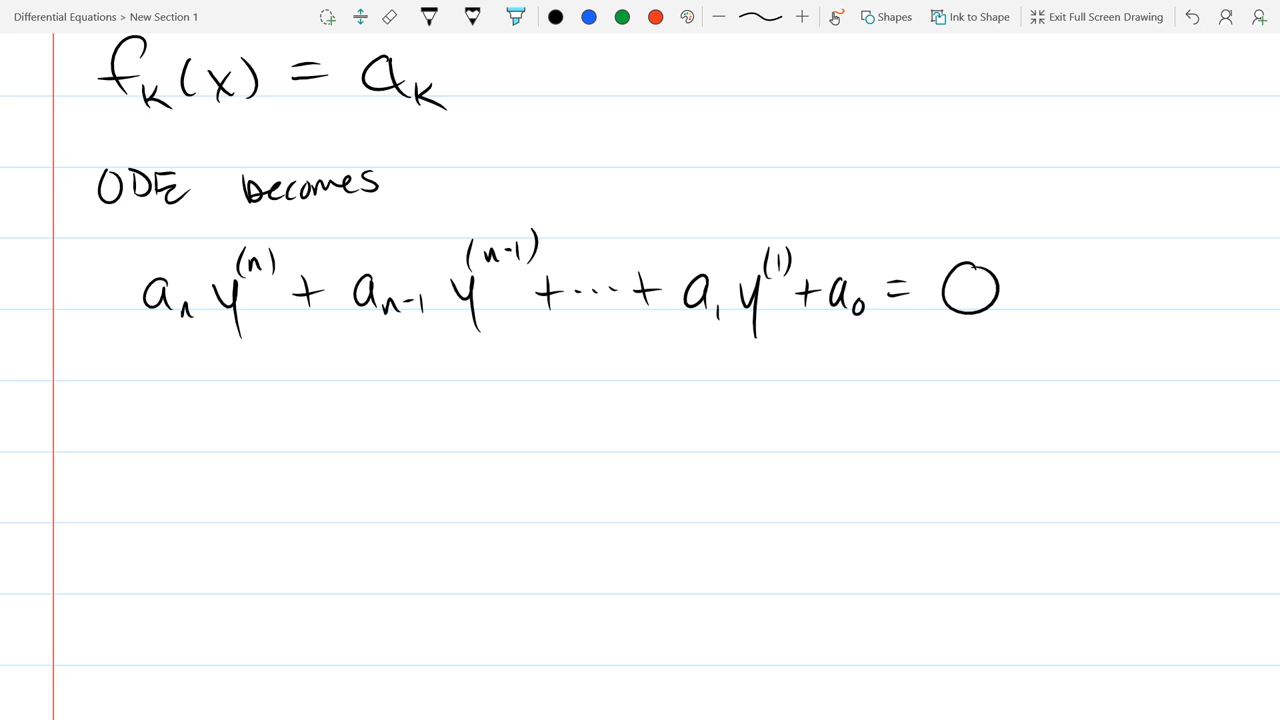 Differential Equations > New Section 1 Shapes Ink to Shape Exit Full Screen Drawing
f_k(x) = a_k
ODE becomes
a_n y^(n) + a_{n-1} y^(n-1) + ... + a_1 y^(1) + a_0 = 0